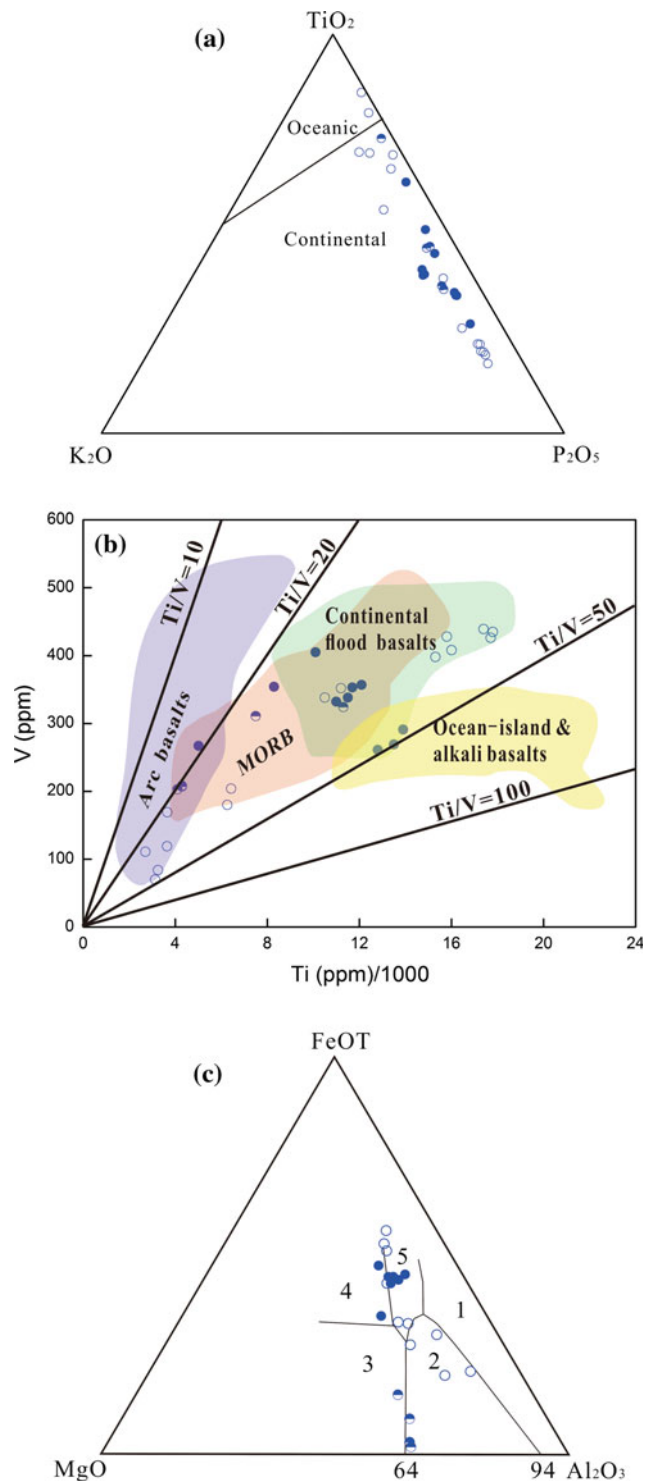 (a)
TiO₂
Oceanic
Continental
K₂O
P₂O₅
(b)
600
500
400
300
200
100
0
V (ppm)
Ti/V=10
Ti/V=20
Ti/V=50
Ti/V=100
Arc basalts
MORB
Continental
flood basalts
Ocean-island &
alkali basalts
0
4
8
12
16
20
24
Ti (ppm)/1000
(c)
FeOT
5
4
1
3
2
MgO
64
94
Al₂O₃